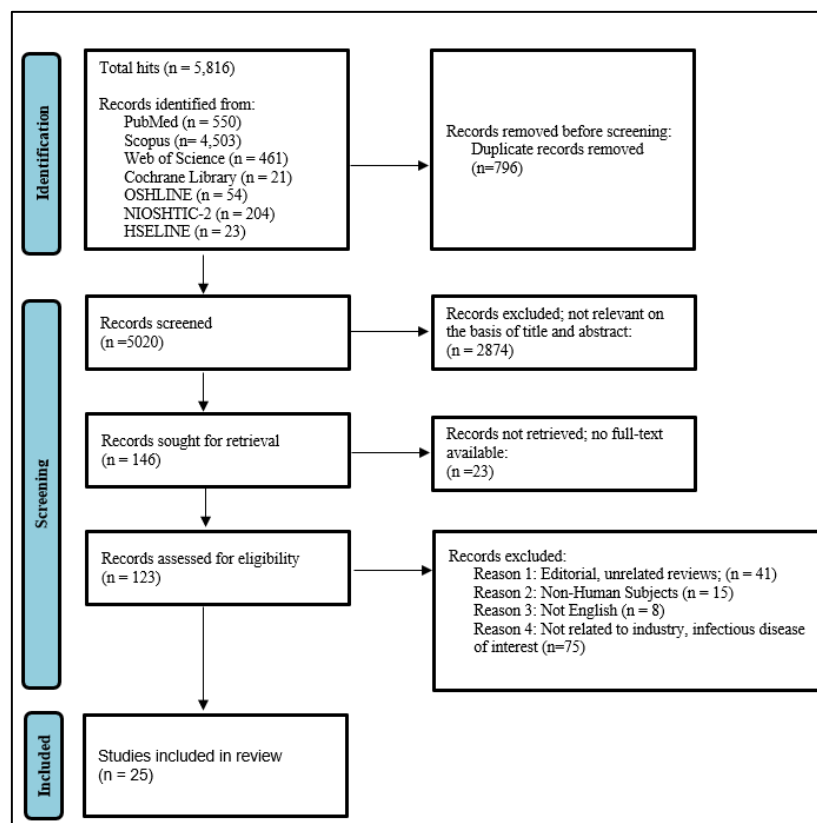 Identification
Total hits (n = 5,816)
Records identified from:
PubMed (n = 550)
Scopus (n= 4,503)
Web of Science (n = 461)
Cochrane Library (n = 21)
OSHLINE (n = 54)
NIOSHTIC-2 (n = 204)
HSELINE (n = 23)
Records removed before screening:
Duplicate records removed
(n=796)
Screening
Records screened
(n =5020)
Records excluded; not relevant on
the basis of title and abstract:
(n = 2874)
Records sought for retrieval
(n = 146)
Records not retrieved; no full-text
available:
(n =23)
Records assessed for eligibility
(n = 123)
Records excluded:
Reason 1: Editorial, unrelated reviews; (n = 41)
Reason 2: Non-Human Subjects (n = 15)
Reason 3: Not English (n = 8)
Reason 4: Not related to industry, infectious disease
of interest (n=75)
Included
Studies included in review
(n = 25)